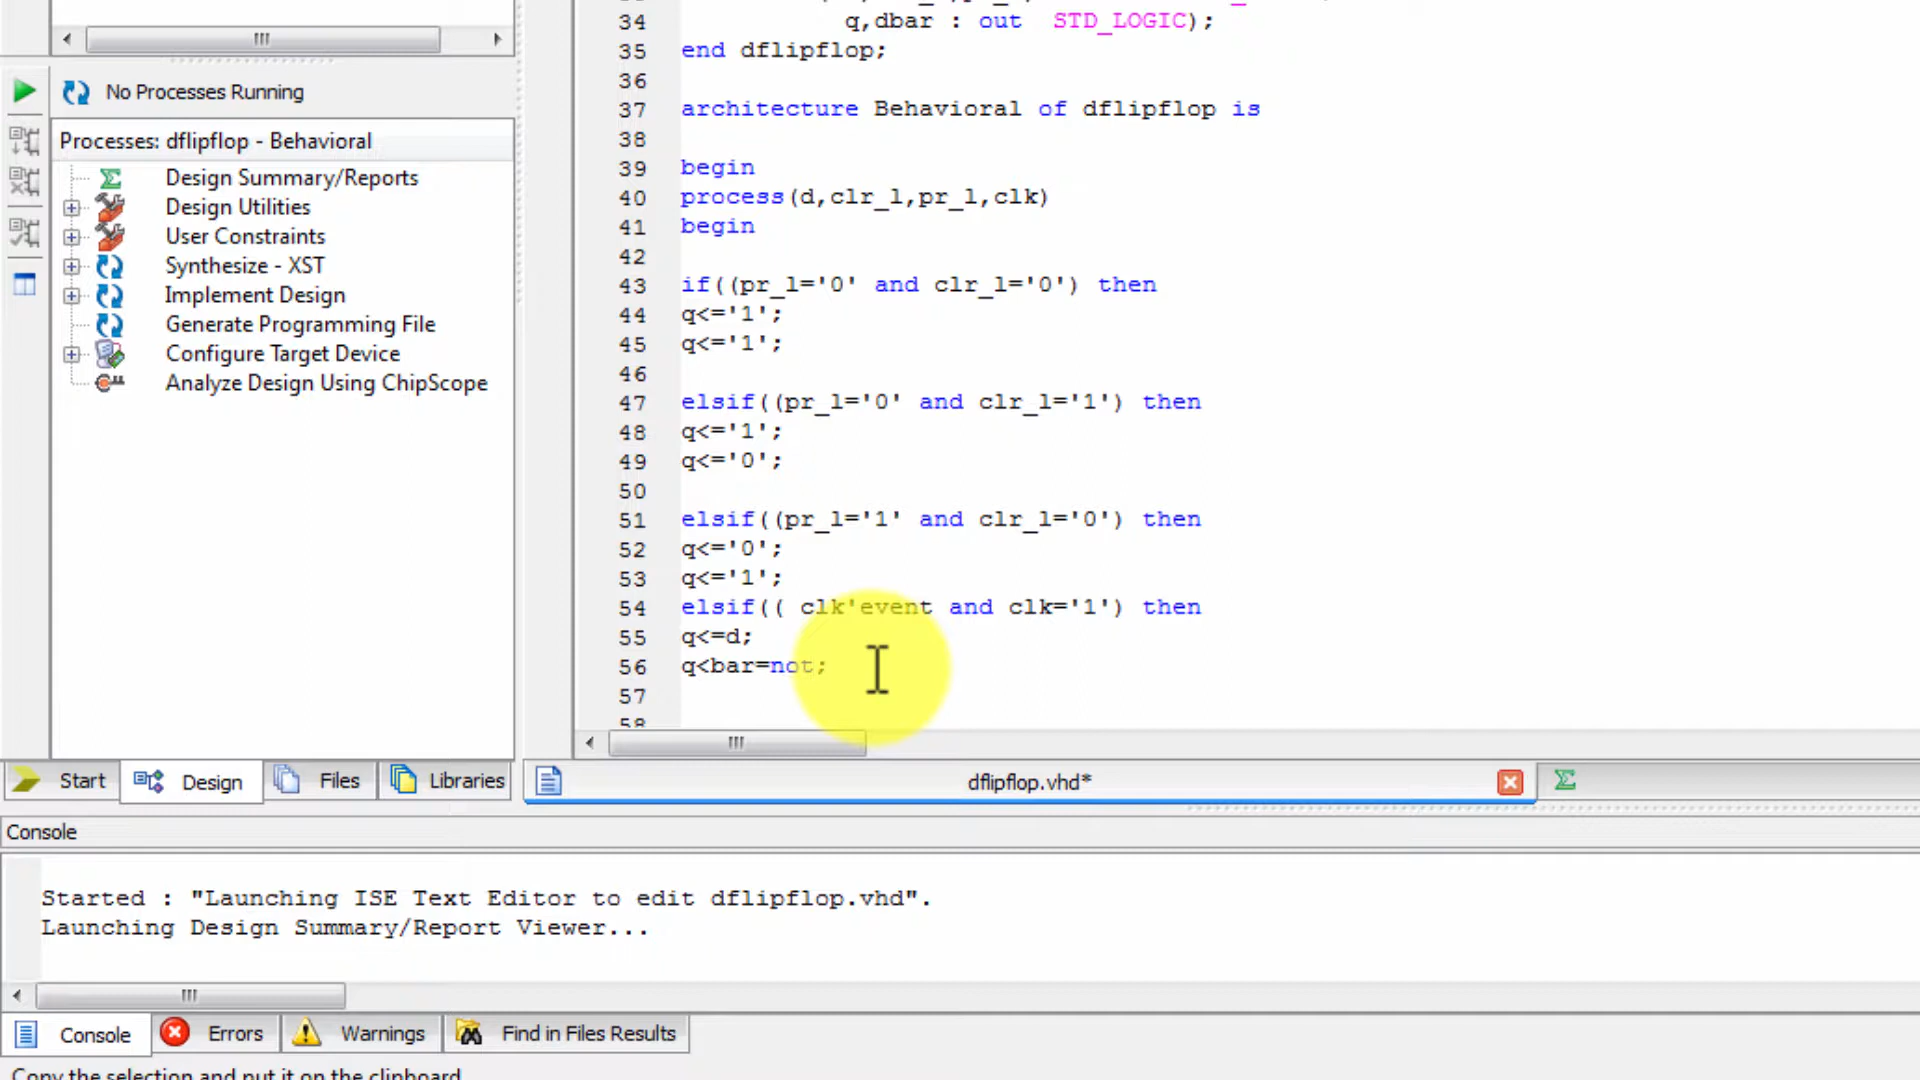 34 q,dbar : out STD_LOGIC);
35 end dflipflop;
36
37 architecture Behavioral of dflipflop is
38
39 begin
40 process(d,clr_l,pr_l,clk)
41 begin
42
43 if((pr_l='0' and clr_l='0') then
44 q<='1';
45 q<='1';
46
47 elsif((pr_l='0' and clr_l='1') then
48 q<='1';
49 q<='0';
50
51 elsif((pr_l='1' and clr_l='0') then
52 q<='0';
53 q<='1';
54 elsif(( clk'event and clk='1') then
55 q<=d;
56 q<bar=not;
57
58
No Processes Running
Processes: dflipflop - Behavioral
Design Summary/Reports
Design Utilities
User Constraints
Synthesize - XST
Implement Design
Generate Programming File
Configure Target Device
Analyze Design Using ChipScope
Start Design Files Libraries
dflipflop.vhd*
Console
Started : "Launching ISE Text Editor to edit dflipflop.vhd".
Launching Design Summary/Report Viewer...
Console Errors Warnings Find in Files Results
Copy the selection and put it on the clipboard